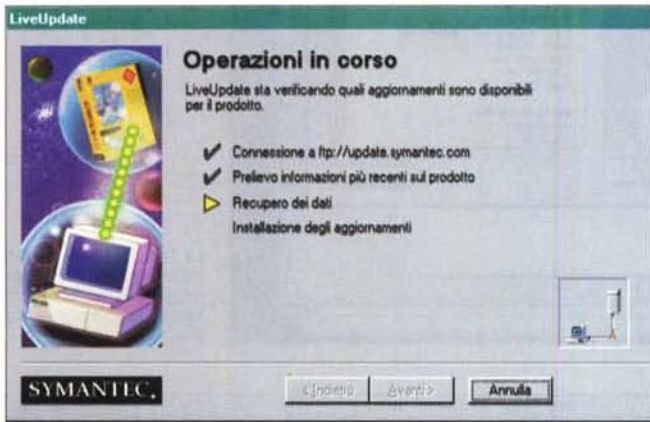 LiveUpdate
Operazioni in corso
LiveUpdate sta verificando quali aggiornamenti sono disponibili
per il prodotto.
Connessione a ftp://update.symantec.com
Prelievo informazioni più recenti sul prodotto
Recupero dei dati
Installazione degli aggiornamenti
SYMANTEC.
< Indietro
Avanti >
Annulla